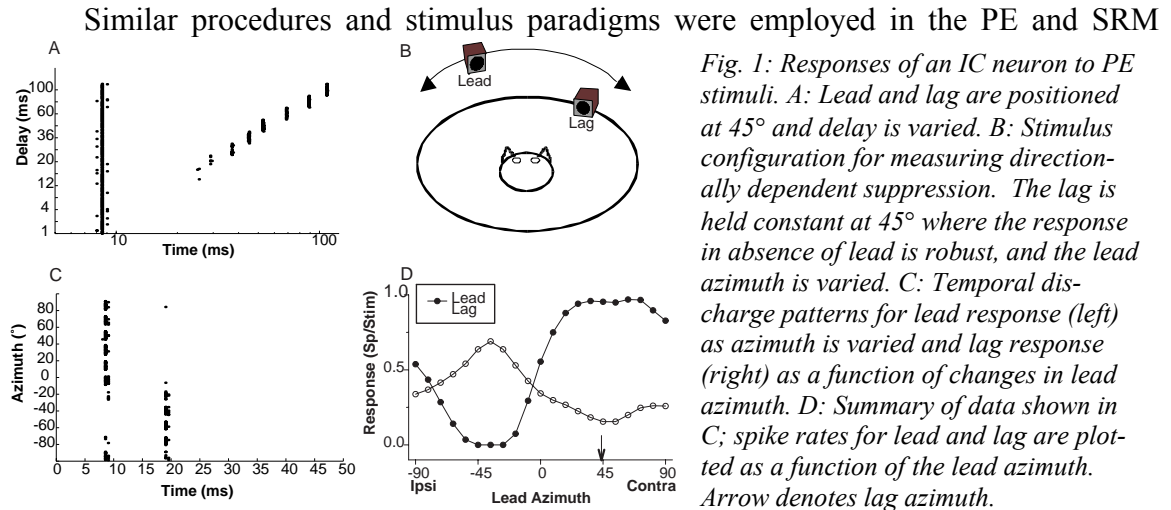 Similar procedures and stimulus paradigms were employed in the PE and SRM
A
Delay (ms)
100
60
36
20
12
4
1
10
100
Time (ms)
B
Lead
Lag
C
Azimuth (°)
80
60
40
20
0
-20
-40
-60
-80
0 5 10 15 20 25 30 35 40 45 50
Time (ms)
D
Lead
Lag
Response (Sp/Stim)
1.0
0.5
0.0
-90 -45 0 45 90
Ipsi Contra
Lead Azimuth
Fig. 1: Responses of an IC neuron to PE
stimuli. A: Lead and lag are positioned
at 45° and delay is varied. B: Stimulus
configuration for measuring direction-
ally dependent suppression. The lag is
held constant at 45° where the response
in absence of lead is robust, and the lead
azimuth is varied. C: Temporal dis-
charge patterns for lead response (left)
as azimuth is varied and lag response
(right) as a function of changes in lead
azimuth. D: Summary of data shown in
C; spike rates for lead and lag are plot-
ted as a function of the lead azimuth.
Arrow denotes lag azimuth.